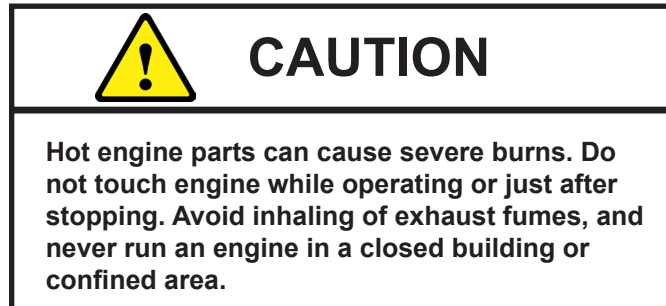 CAUTION
Hot engine parts can cause severe burns. Do
not touch engine while operating or just after
stopping. Avoid inhaling of exhaust fumes, and
never run an engine in a closed building or
confined area.